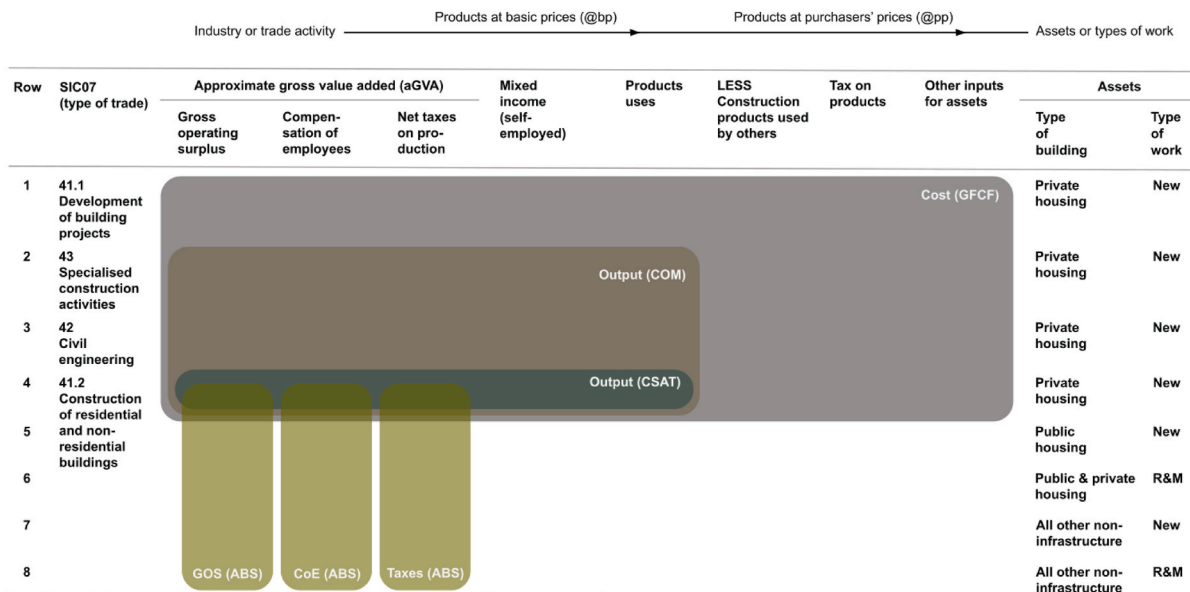 Products at basic prices (@bp)
Products at purchasers' prices (@pp)
Industry or trade activity
Assets or types of work
Row
SIC07
(type of trade)
Approximate gross value added (aGVA)
Gross
operating
surplus
Compen-
sation of
employees
Net taxes
on pro-
duction
Mixed
income
(self-
employed)
Products
uses
LESS
Construction
products used
by others
Tax on
products
Other inputs
for assets
Assets
Type
of
building
Type
of
work
1
41.1
Development
of building
projects
Cost (GFCF)
Private
housing
New
2
43
Specialised
construction
activities
Output (COM)
Private
housing
New
3
42
Civil
engineering
Private
housing
New
4
41.2
Construction
of residential
and non-
residential
buildings
Output (CSAT)
Private
housing
New
5
Public
housing
New
6
Public & private
housing
R&M
7
All other non-
infrastructure
New
8
GOS (ABS)
CoE (ABS)
Taxes (ABS)
All other non-
infrastructure
R&M